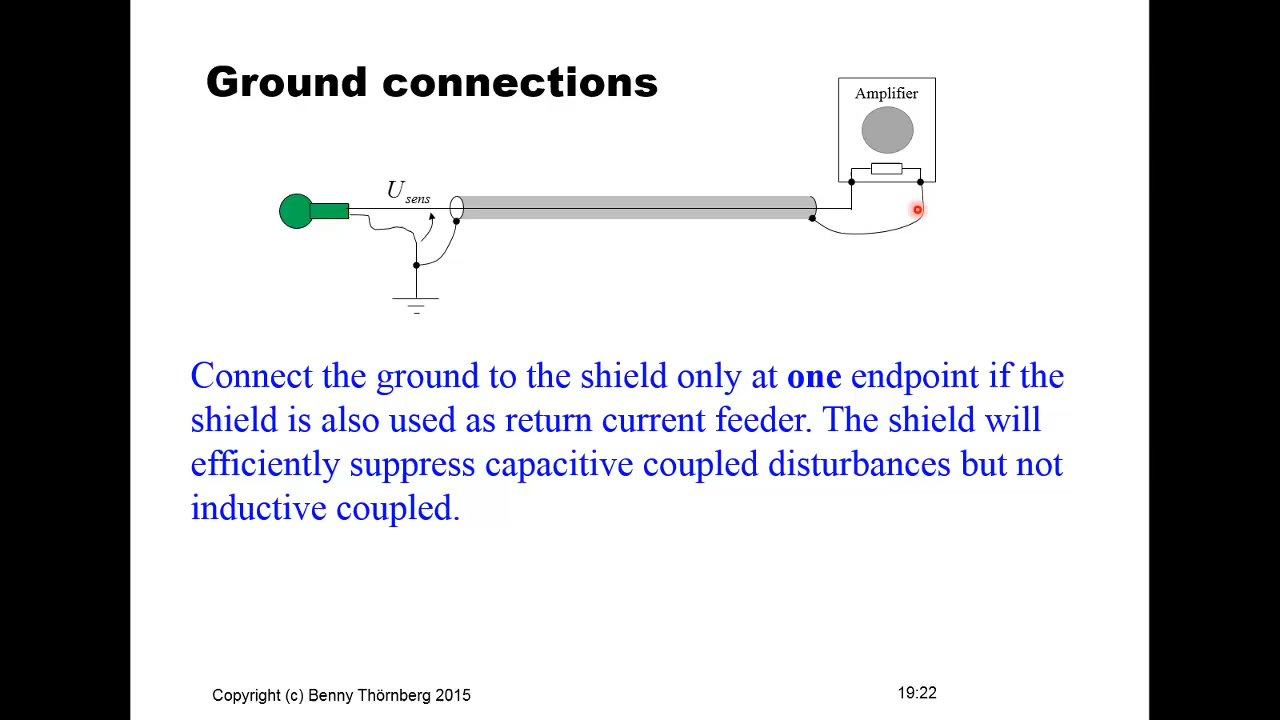 Ground connections
Amplifier
U sens
Connect the ground to the shield only at one endpoint if the
shield is also used as return current feeder. The shield will
efficiently suppress capacitive coupled disturbances but not
inductive coupled.
Copyright (c) Benny Thörnberg 2015
19:22